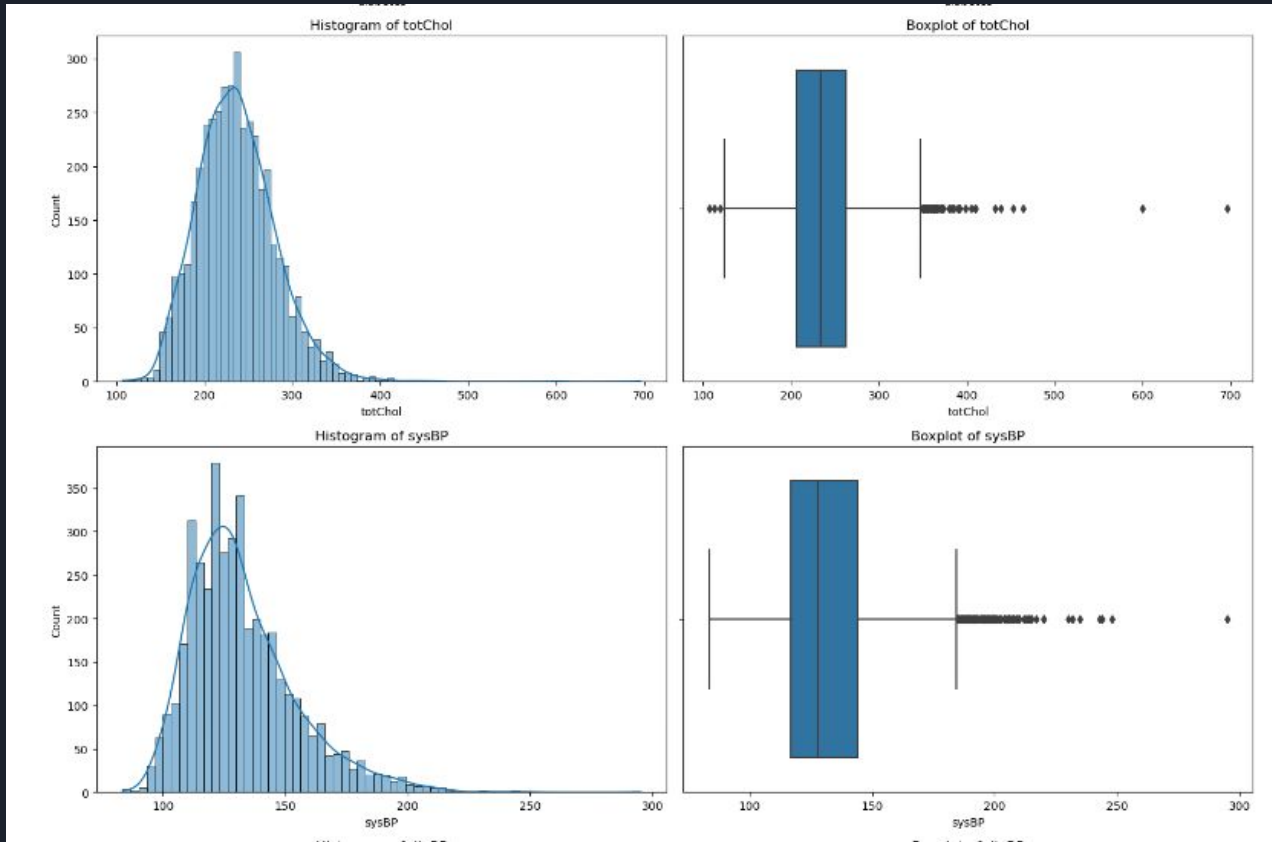 Histogram of totChol
Boxplot of totChol
300
250
200
150
100
50
0
Count
100 200 300 400 500 600 700
totChol
100 200 300 400 500 600 700
totChol
Histogram of sysBP
Boxplot of sysBP
350
300
250
200
150
100
50
0
Count
100 150 200 250 300
sysBP
100 150 200 250 300
sysBP